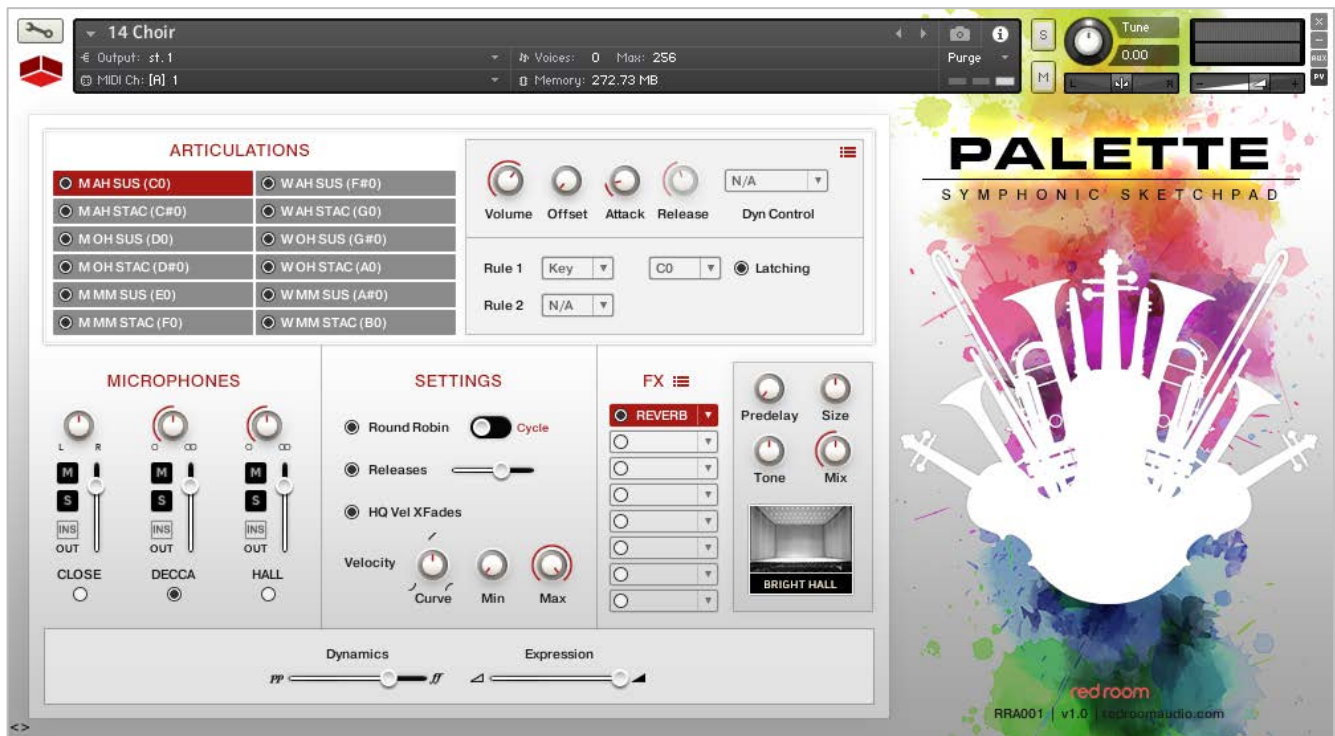 14 Choir
Output: st.1
Voices: 0 Max: 256
Purge
MIDI Ch: [A] 1
Memory: 272.73 MB
S
M
Tune
0.00
L R
- +
X
-
AUX
PV
ARTICULATIONS
M AH SUS (C0) W AH SUS (F#0)
M AH STAC (C#0) W AH STAC (G0)
M OH SUS (D0) W OH SUS (G#0)
M OH STAC (D#0) W OH STAC (A0)
M MM SUS (E0) W MM SUS (A#0)
M MM STAC (F0) W MM STAC (B0)
N/A
Volume Offset Attack Release Dyn Control
Rule 1 Key C0 Latching
Rule 2 N/A
MICROPHONES
L R
M M M
S S S
INS INS INS
OUT OUT OUT
CLOSE DECCA HALL
SETTINGS
Round Robin Cycle
Releases
HQ Vel XFades
Velocity
Curve Min Max
FX
REVERB
Predelay Size
Tone Mix
BRIGHT HALL
Dynamics Expression
pp ff
PALETTE
SYMPHONIC SKETCHPAD
red room
RRA001 | v1.0 | redroomaudio.com
<>